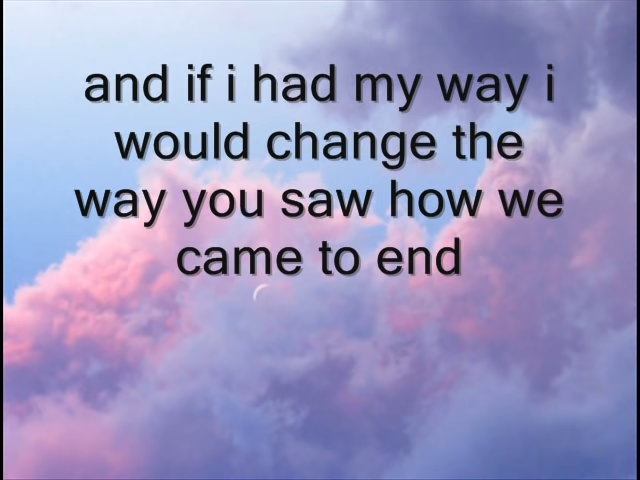 and if i had my way i
would change the
way you saw how we
came to end